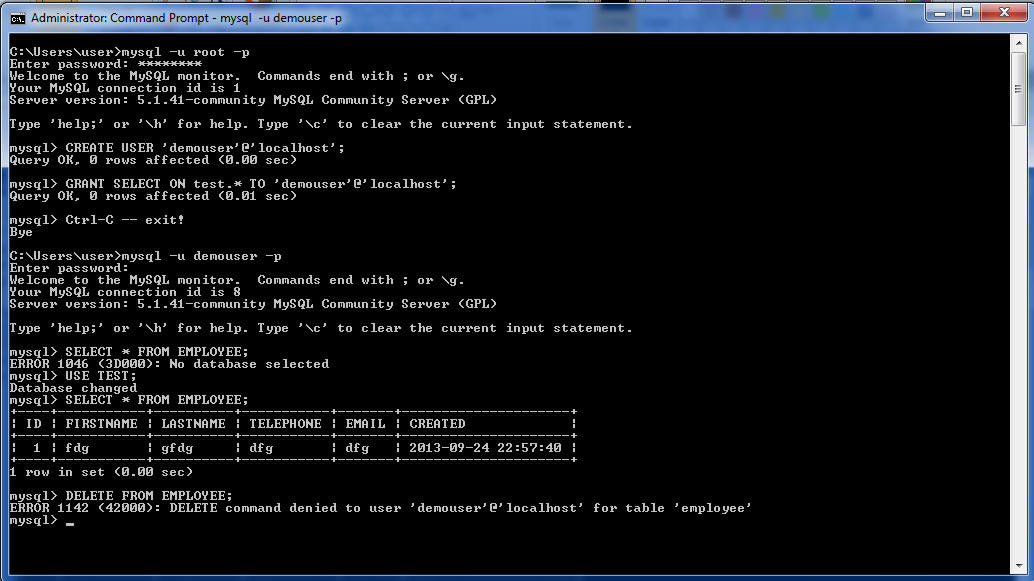 Administrator: Command Prompt - mysql  -u demouser -p
C:\Users\user>mysql -u root -p
Enter password: ********
Welcome to the MySQL monitor.  Commands end with ; or \g.
Your MySQL connection id is 1
Server version: 5.1.41-community MySQL Community Server (GPL)
Type 'help;' or '\h' for help. Type '\c' to clear the current input statement.
mysql> CREATE USER 'demouser'@'localhost';
Query OK, 0 rows affected (0.00 sec)
mysql> GRANT SELECT ON test.* TO 'demouser'@'localhost';
Query OK, 0 rows affected (0.01 sec)
mysql> Ctrl-C -- exit!
Bye
C:\Users\user>mysql -u demouser -p
Enter password:
Welcome to the MySQL monitor.  Commands end with ; or \g.
Your MySQL connection id is 8
Server version: 5.1.41-community MySQL Community Server (GPL)
Type 'help;' or '\h' for help. Type '\c' to clear the current input statement.
mysql> SELECT * FROM EMPLOYEE;
ERROR 1046 (3D000): No database selected
mysql> USE TEST;
Database changed
mysql> SELECT * FROM EMPLOYEE;
+----+-----------+----------+-----------+-------+---------------------+
| ID | FIRSTNAME | LASTNAME | TELEPHONE | EMAIL | CREATED             |
+----+-----------+----------+-----------+-------+---------------------+
|  1 | fdg       | gfdg     | dfg       | dfg   | 2013-09-24 22:57:40 |
+----+-----------+----------+-----------+-------+---------------------+
1 row in set (0.00 sec)
mysql> DELETE FROM EMPLOYEE;
ERROR 1142 (42000): DELETE command denied to user 'demouser'@'localhost' for table 'employee'
mysql> _